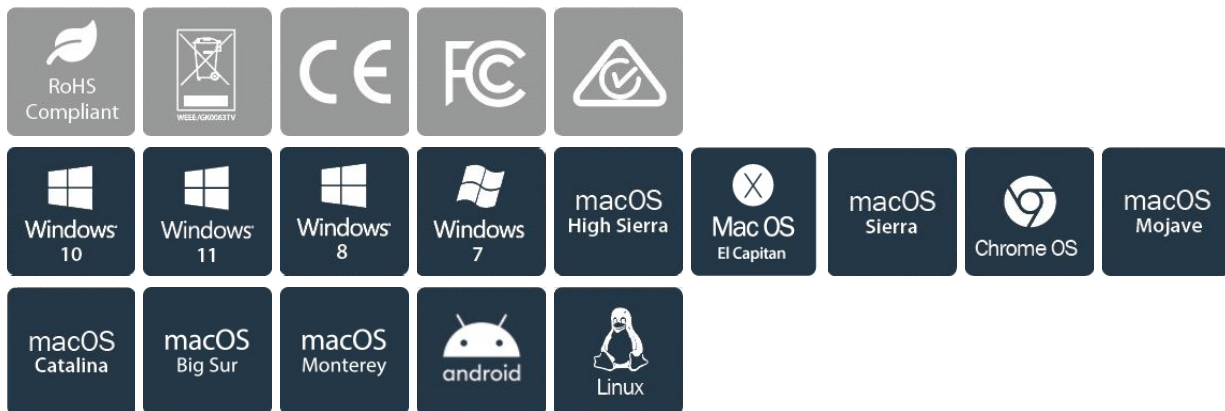 RoHS
Compliant
WEEE/GK0063TV
CE
FC
Windows
10
Windows
11
Windows
8
Windows
7
macOS
High Sierra
X
Mac OS
El Capitan
macOS
Sierra
Chrome OS
macOS
Mojave
macOS
Catalina
macOS
Big Sur
macOS
Monterey
android
Linux